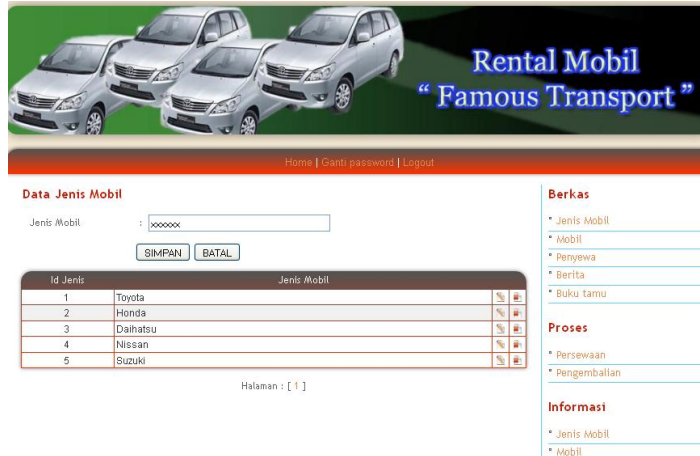 Rental Mobil
“ Famous Transport ”
Home | Ganti password | Logout
Data Jenis Mobil
Jenis Mobil : xxxxxx
SIMPAN BATAL
Id Jenis Jenis Mobil
1 Toyota
2 Honda
3 Daihatsu
4 Nissan
5 Suzuki
Halaman : [ 1 ]
Berkas
Jenis Mobil
Mobil
Penyewa
Berita
Buku tamu
Proses
Persewaan
Pengembalian
Informasi
Jenis Mobil
Mobil